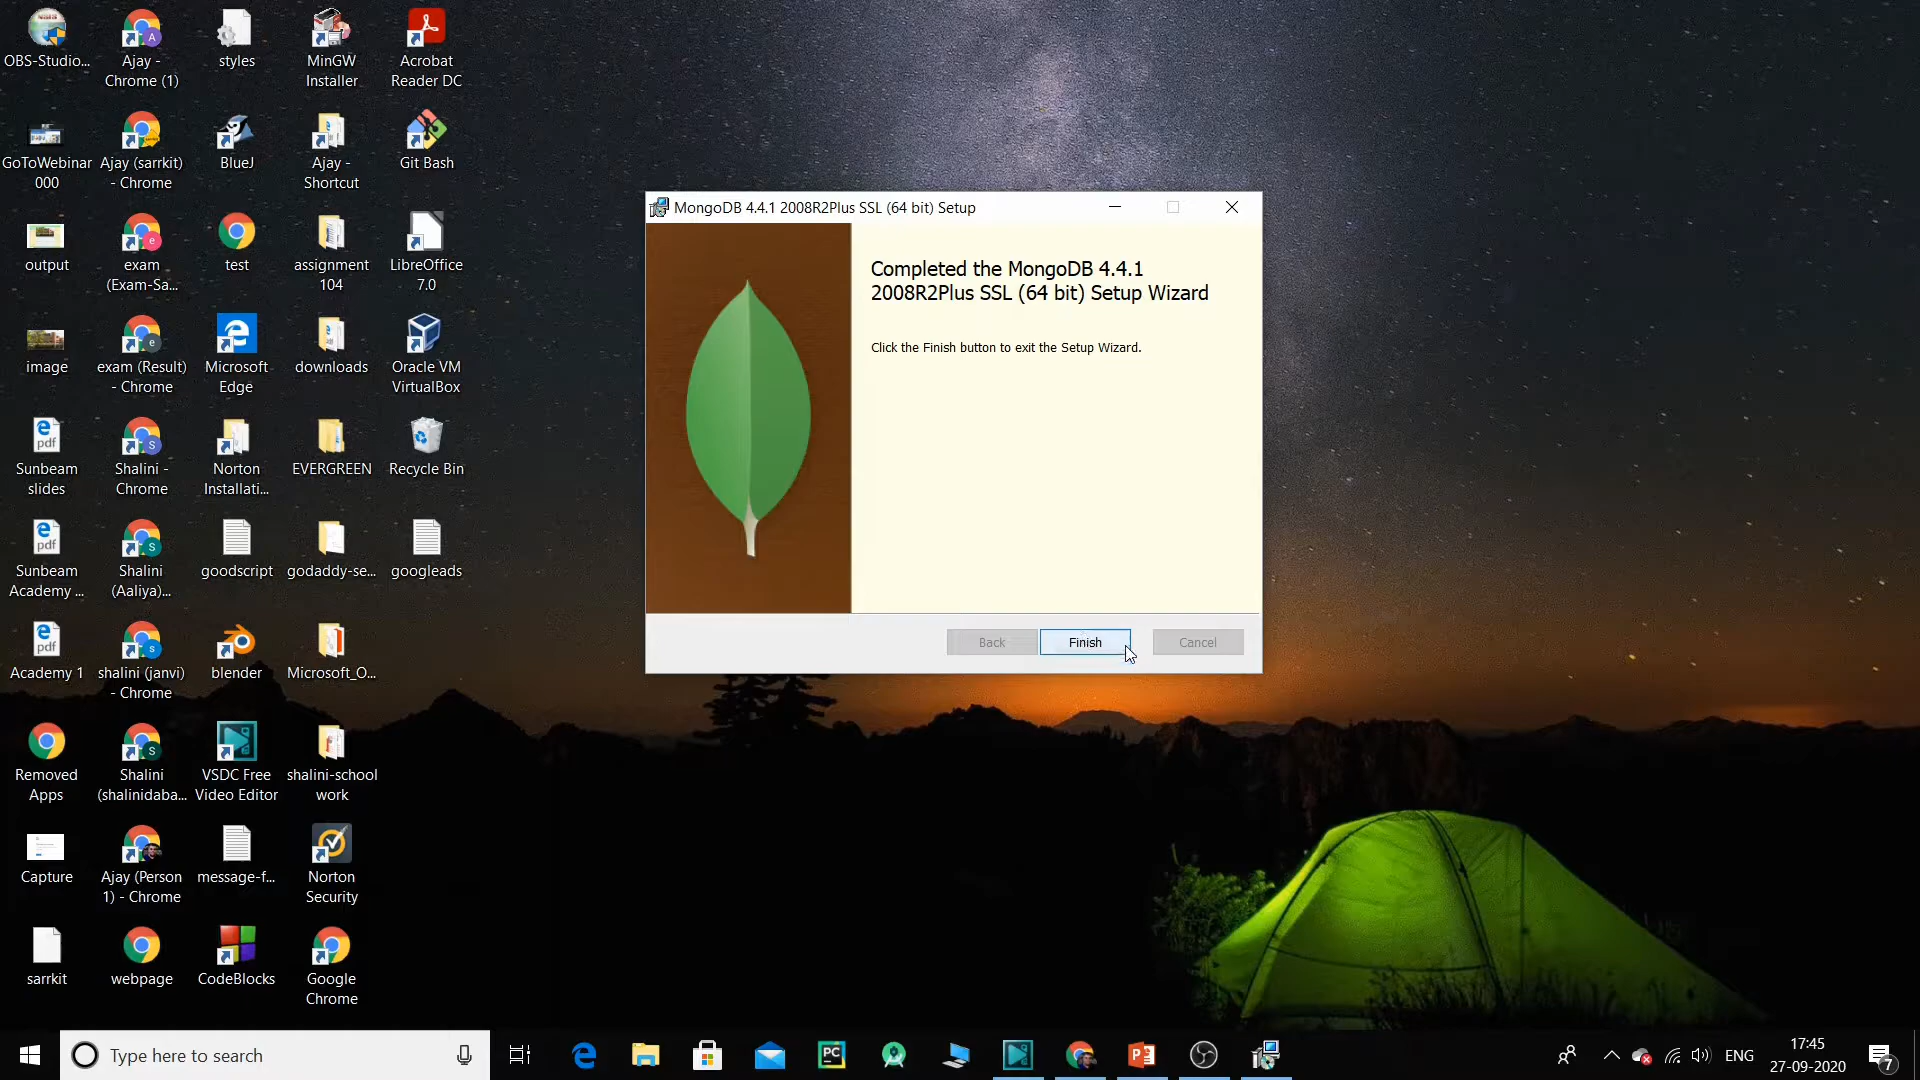 OBS-Studio...
Ajay -
Chrome (1)
styles
MinGW
Installer
Acrobat
Reader DC
GoToWebinar
000
Ajay (sarrkit)
- Chrome
BlueJ
Ajay -
Shortcut
Git Bash
output
exam
(Exam-Sa...
test
assignment
104
LibreOffice
7.0
image
exam (Result)
- Chrome
Microsoft
Edge
downloads
Oracle VM
VirtualBox
Sunbeam
slides
Shalini -
Chrome
Norton
Installati...
EVERGREEN
Recycle Bin
Sunbeam
Academy ...
Shalini
(Aaliya)...
goodscript
godaddy-se...
googleads
Academy 1
shalini (janvi)
- Chrome
blender
Microsoft_O...
Removed
Apps
Shalini
(shalinidaba...
VSDC Free
Video Editor
shalini-school
work
Capture
Ajay (Person
1) - Chrome
message-f...
Norton
Security
sarrkit
webpage
CodeBlocks
Google
Chrome
MongoDB 4.4.1 2008R2Plus SSL (64 bit) Setup
Completed the MongoDB 4.4.1
2008R2Plus SSL (64 bit) Setup Wizard
Click the Finish button to exit the Setup Wizard.
Back
Finish
Cancel
Type here to search
ENG
17:45
27-09-2020
7